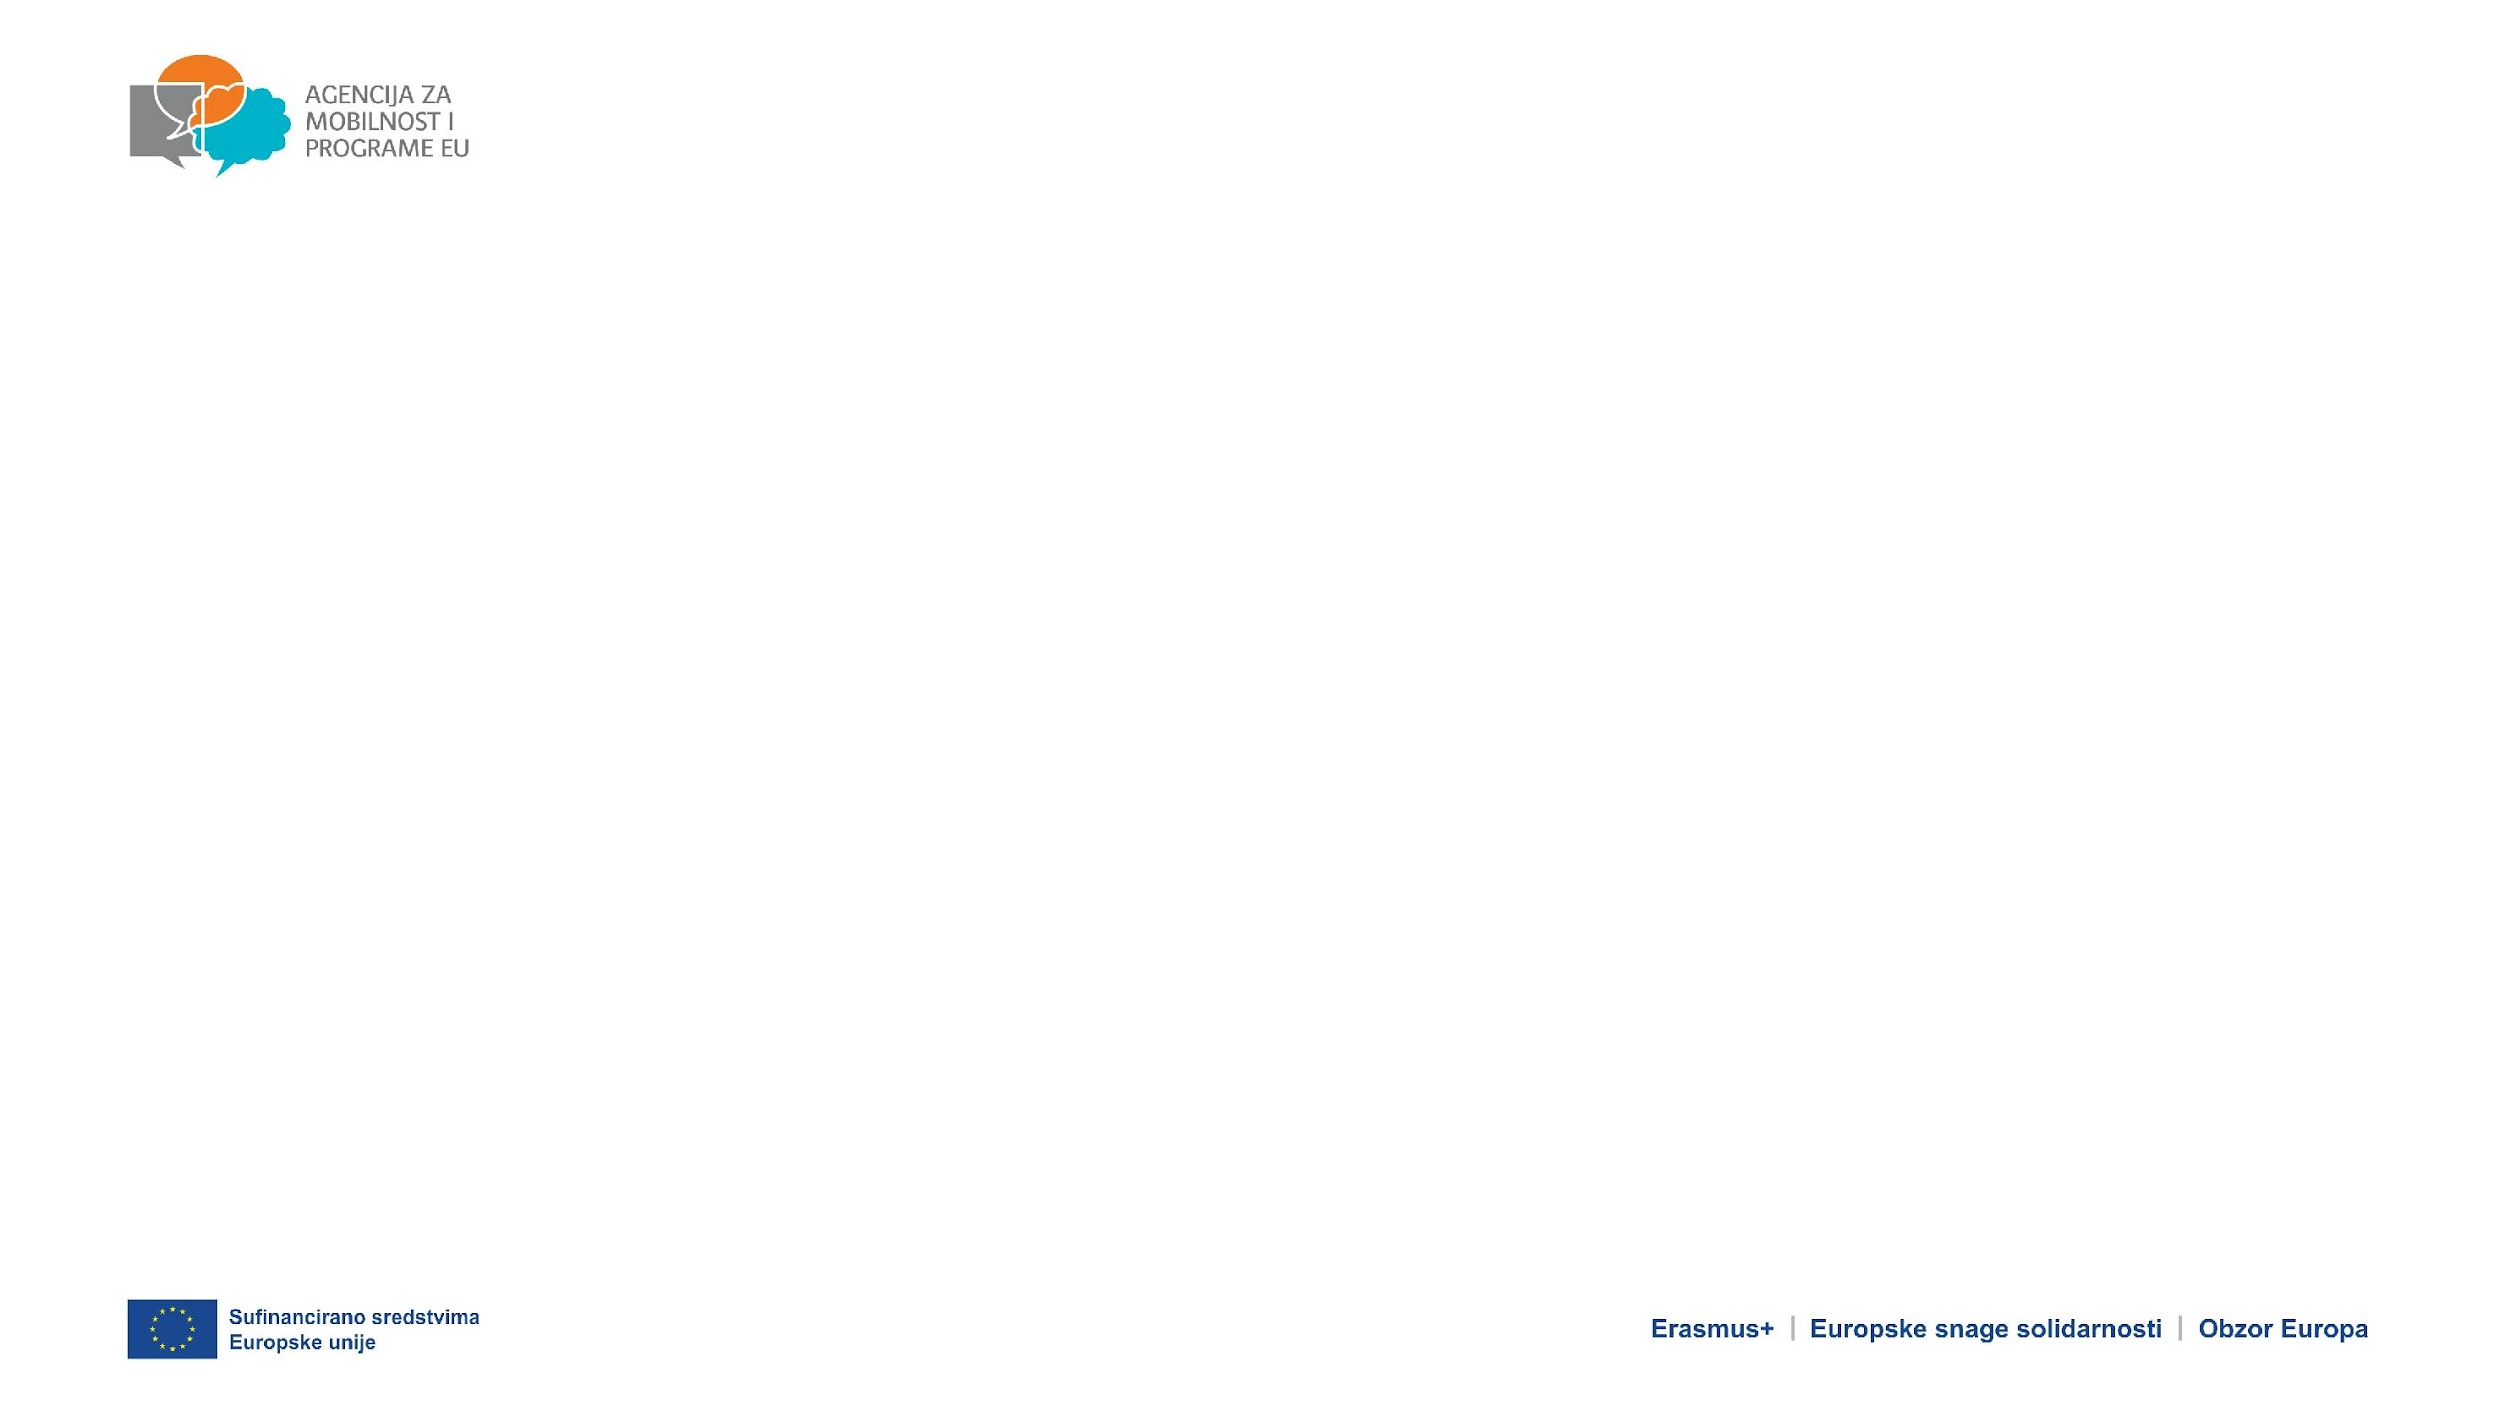 AGENCIJA ZA
MOBILNOST I
PROGRAME EU
Sufinancirano sredstvima
Europske unije
Erasmus+ | Europske snage solidarnosti | Obzor Europa